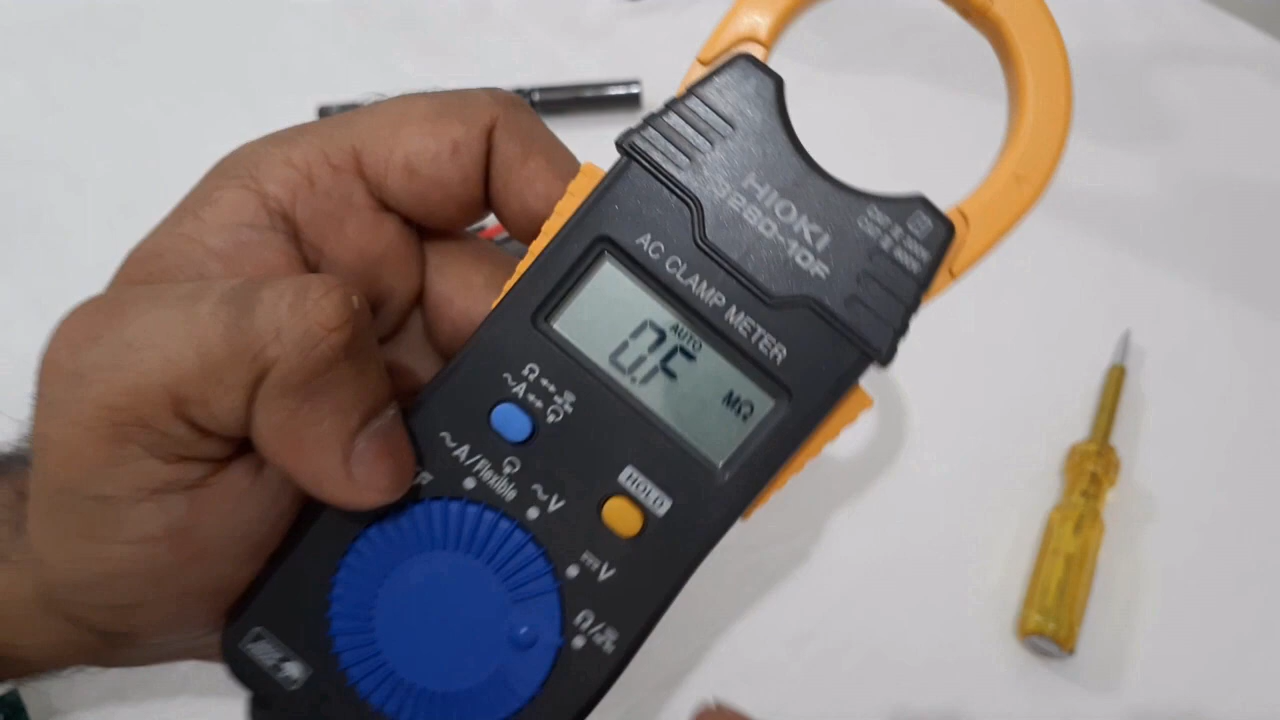 HIOKI
3280-10F
AC CLAMP METER
AUTO
0.F
MΩ
Ω
~A
~A/Flexible
~V
HOLD
V
Ω/